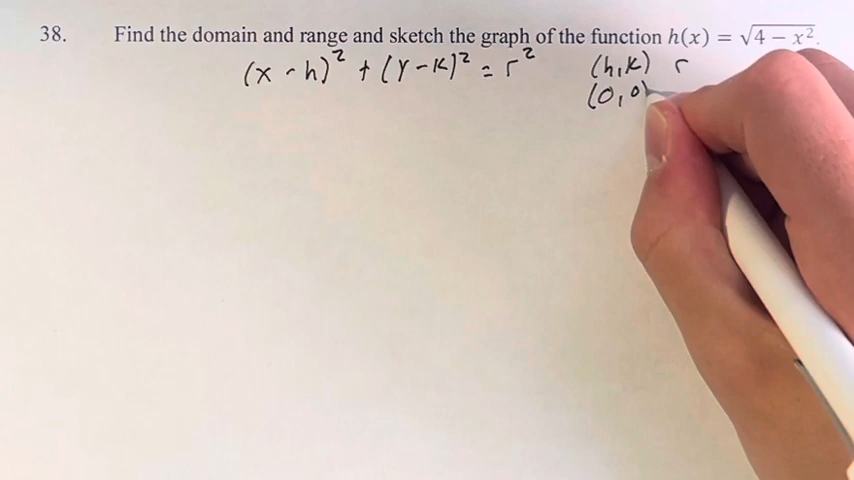 38. Find the domain and range and sketch the graph of the function h(x) = √4 − x².
(x - h)² + (y - k)² = r² (h, k) r
(0, 0)